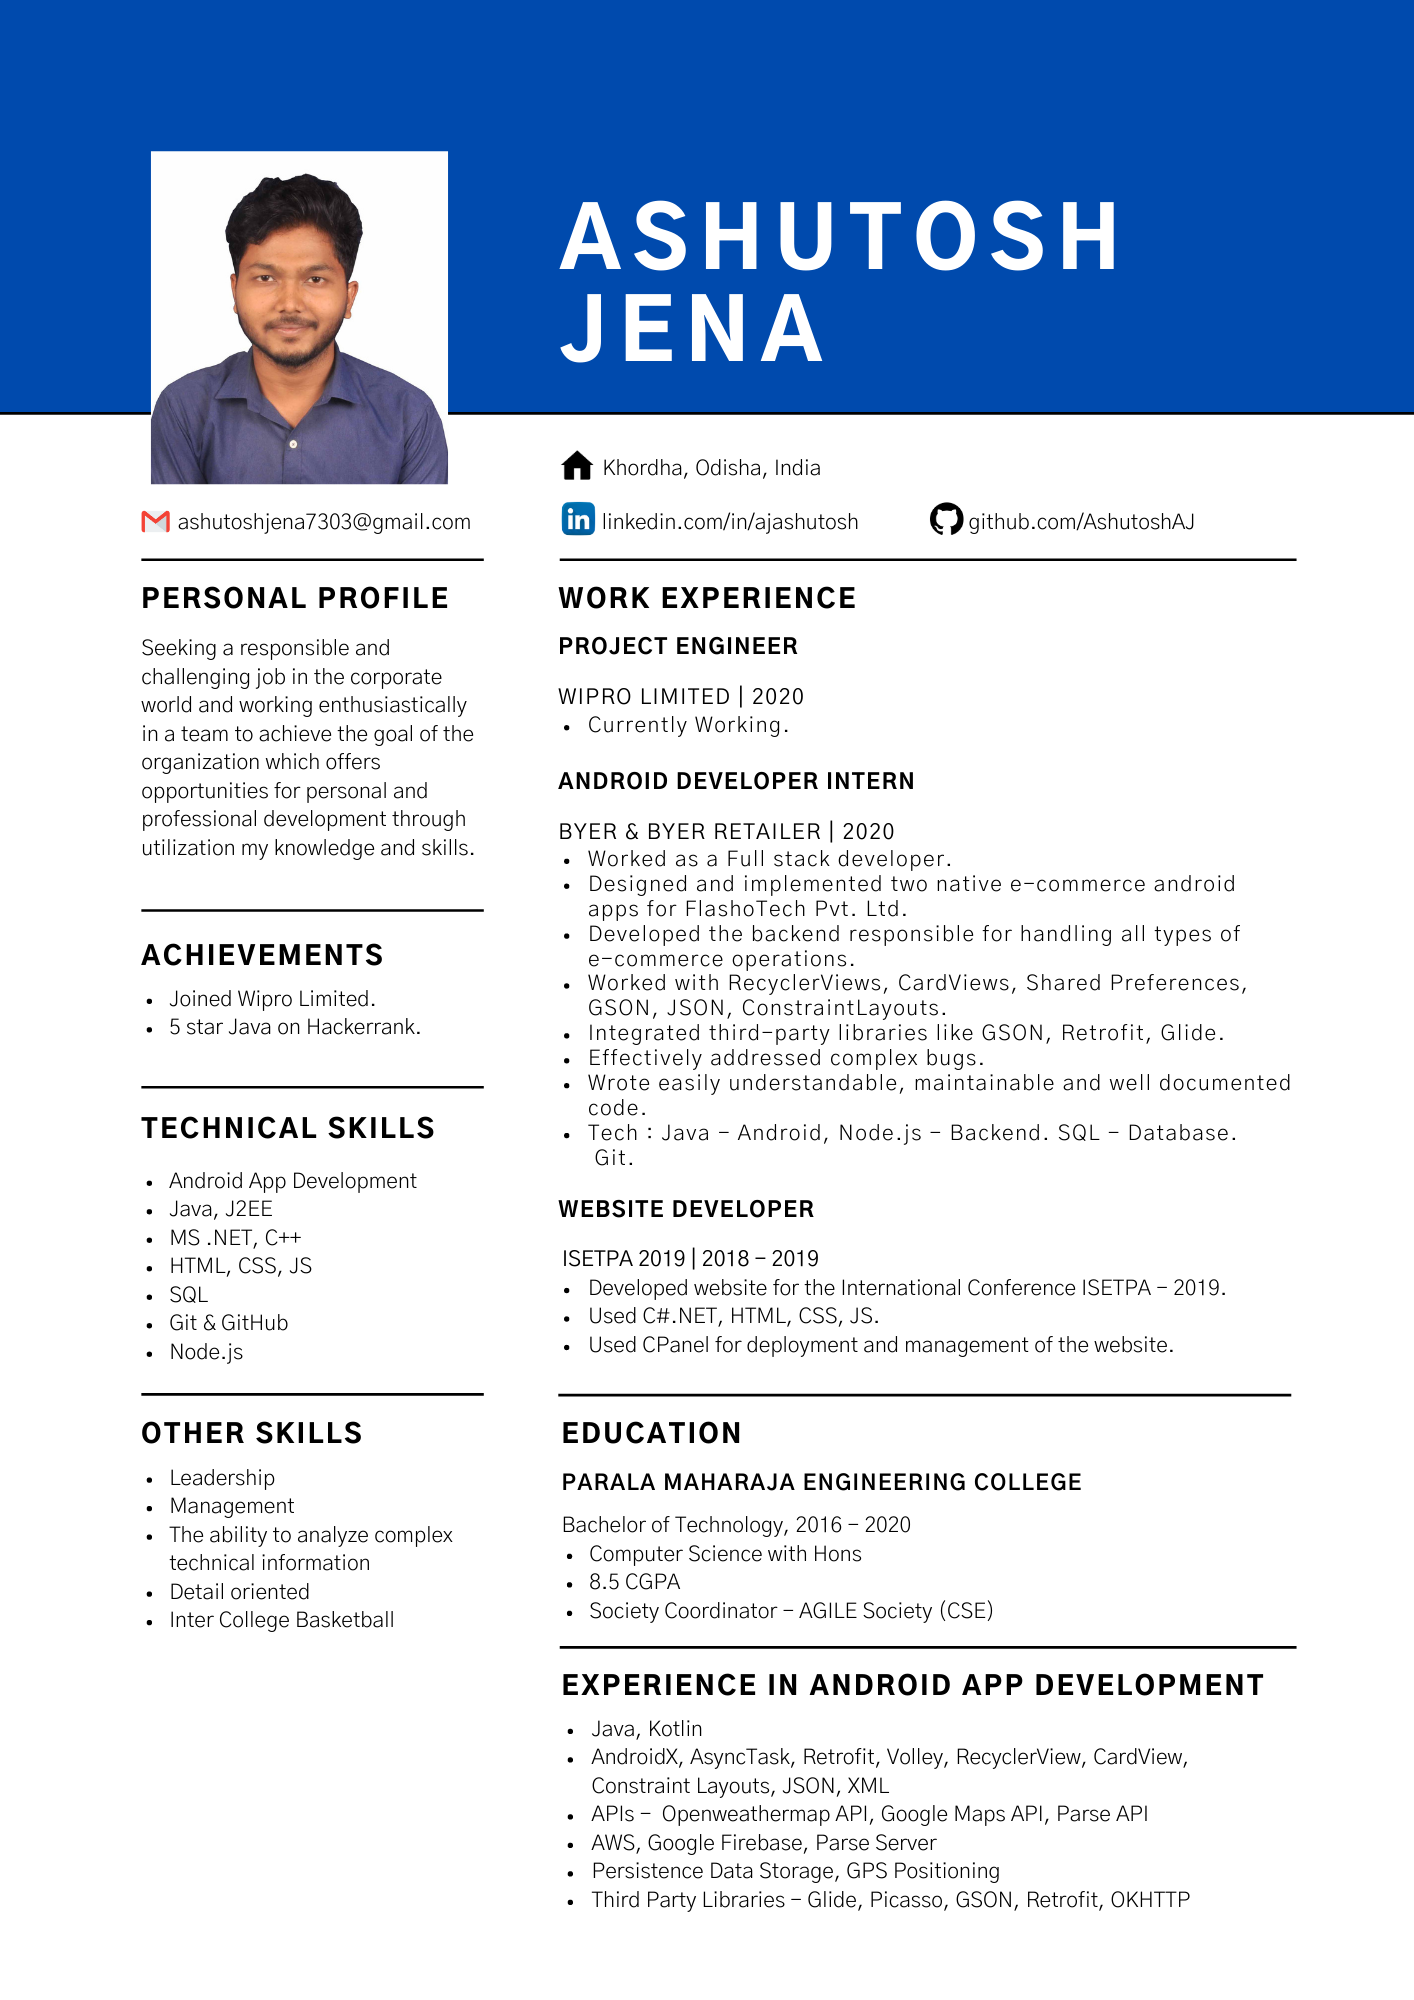 ASHUTOSH
JENA
Khordha, Odisha, India
ashutoshjena7303@gmail.com
linkedin.com/in/ajashutosh
github.com/AshutoshAJ
PERSONAL PROFILE
Seeking a responsible and
challenging job in the corporate
world and working enthusiastically
in a team to achieve the goal of the
organization which offers
opportunities for personal and
professional development through
utilization my knowledge and skills.
ACHIEVEMENTS
• Joined Wipro Limited.
• 5 star Java on Hackerrank.
TECHNICAL SKILLS
• Android App Development
• Java, J2EE
• MS .NET, C++
• HTML, CSS, JS
• SQL
• Git & GitHub
• Node.js
OTHER SKILLS
• Leadership
• Management
• The ability to analyze complex
technical information
• Detail oriented
• Inter College Basketball
WORK EXPERIENCE
PROJECT ENGINEER
WIPRO LIMITED | 2020
• Currently Working.
ANDROID DEVELOPER INTERN
BYER & BYER RETAILER | 2020
• Worked as a Full stack developer.
• Designed and implemented two native e-commerce android
apps for FlashoTech Pvt. Ltd.
• Developed the backend responsible for handling all types of
e-commerce operations.
• Worked with RecyclerViews, CardViews, Shared Preferences,
GSON, JSON, ConstraintLayouts.
• Integrated third-party libraries like GSON, Retrofit, Glide.
• Effectively addressed complex bugs.
• Wrote easily understandable, maintainable and well documented
code.
• Tech : Java - Android, Node.js - Backend. SQL - Database.
Git.
WEBSITE DEVELOPER
ISETPA 2019 | 2018 - 2019
• Developed website for the International Conference ISETPA - 2019.
• Used C#.NET, HTML, CSS, JS.
• Used CPanel for deployment and management of the website.
EDUCATION
PARALA MAHARAJA ENGINEERING COLLEGE
Bachelor of Technology, 2016 - 2020
• Computer Science with Hons
• 8.5 CGPA
• Society Coordinator - AGILE Society (CSE)
EXPERIENCE IN ANDROID APP DEVELOPMENT
• Java, Kotlin
• AndroidX, AsyncTask, Retrofit, Volley, RecyclerView, CardView,
Constraint Layouts, JSON, XML
• APIs - Openweathermap API, Google Maps API, Parse API
• AWS, Google Firebase, Parse Server
• Persistence Data Storage, GPS Positioning
• Third Party Libraries - Glide, Picasso, GSON, Retrofit, OKHTTP